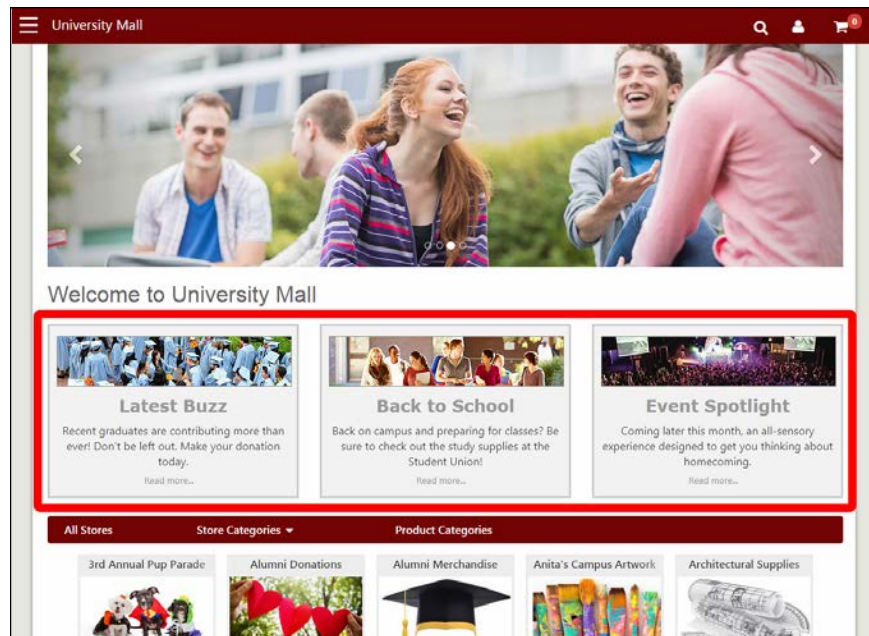 University Mall
0
Welcome to University Mall
Latest Buzz
Recent graduates are contributing more than
ever! Don't be left out. Make your donation
today.
Read more...
Back to School
Back on campus and preparing for classes? Be
sure to check out the study supplies at the
Student Union!
Read more...
Event Spotlight
Coming later this month, an all-sensory
experience designed to get you thinking about
homecoming.
Read more...
All Stores Store Categories Product Categories
3rd Annual Pup Parade
Alumni Donations
Alumni Merchandise
Anita's Campus Artwork
Architectural Supplies